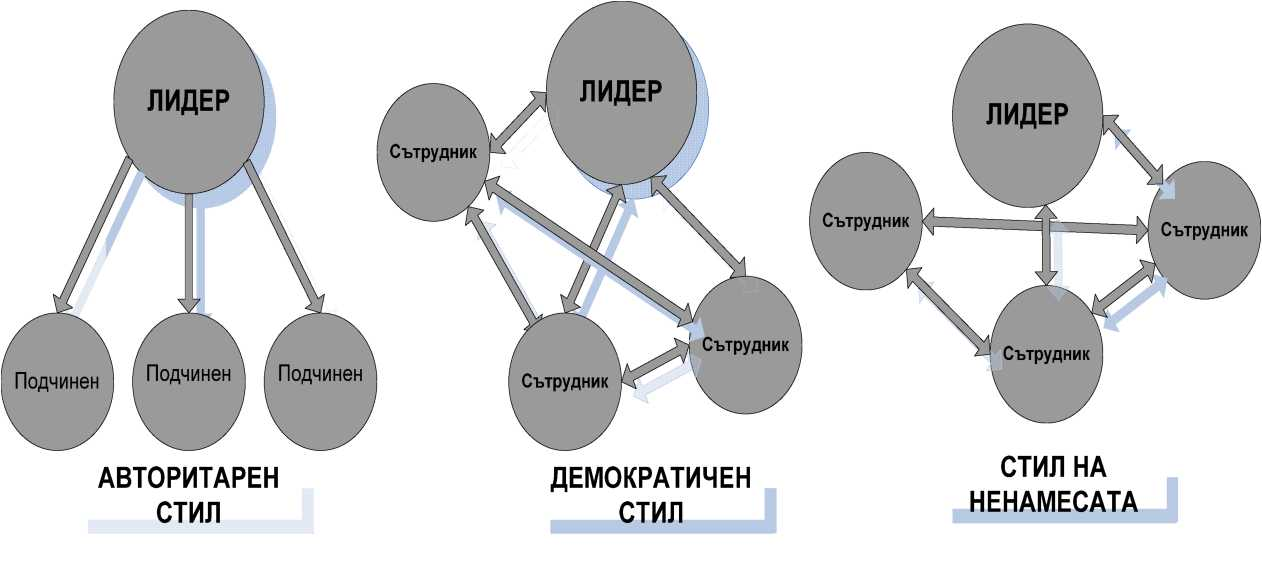 ЛИДЕР
Подчинен
Подчинен
Подчинен
АВТОРИТАРЕН
СТИЛ
ЛИДЕР
Сътрудник
Сътрудник
Сътрудник
ДЕМОКРАТИЧЕН
СТИЛ
ЛИДЕР
Сътрудник
Сътрудник
Сътрудник
СТИЛ НА
НЕНАМЕСАТА